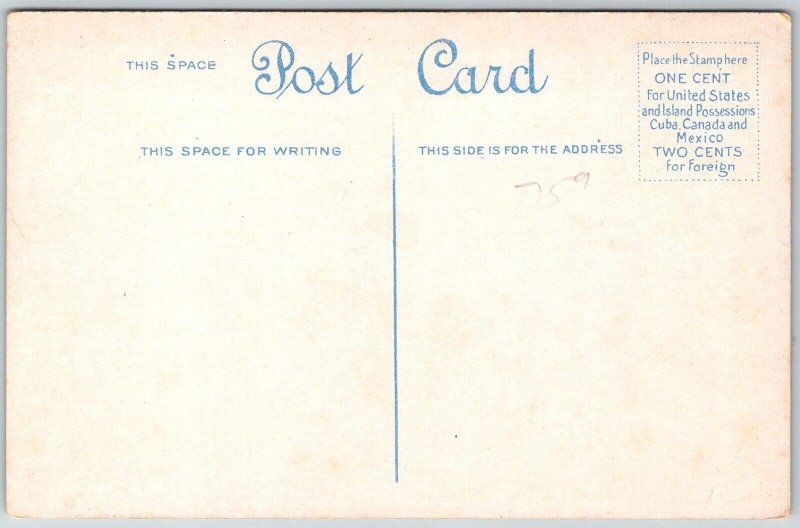 THIS SPACE Post Card
Place the Stamp here
ONE CENT
For United States
and Island Possessions
Cuba, Canada and
Mexico
TWO CENTS
for Foreign
THIS SPACE FOR WRITING
THIS SIDE IS FOR THE ADDRESS
759